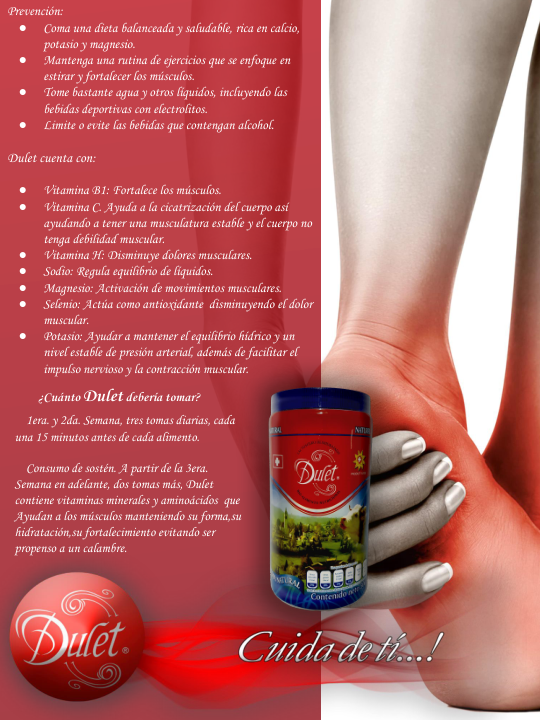 Prevención:
● Coma una dieta balanceada y saludable, rica en calcio,
potasio y magnesio.
● Mantenga una rutina de ejercicios que se enfoque en
estirar y fortalecer los músculos.
● Tome bastante agua y otros líquidos, incluyendo las
bebidas deportivas con electrolitos.
● Limite o evite las bebidas que contengan alcohol.
Dulet cuenta con:
● Vitamina B1: Fortalece los músculos.
● Vitamina C. Ayuda a la cicatrización del cuerpo así
ayudando a tener una musculatura estable y el cuerpo no
tenga debilidad muscular.
● Vitamina H: Disminuye dolores musculares.
● Sodio: Regula equilibrio de líquidos.
● Magnesio: Activación de movimientos musculares.
● Selenio: Actúa como antioxidante disminuyendo el dolor
muscular.
● Potasio: Ayudar a mantener el equilibrio hídrico y un
nivel estable de presión arterial, además de facilitar el
impulso nervioso y la contracción muscular.
¿Cuánto Dulet debería tomar?
1era. y 2da. Semana, tres tomas diarias, cada
una 15 minutos antes de cada alimento.
Consumo de sostén. A partir de la 3era.
Semana en adelante, dos tomas más, Dulet
contiene vitaminas minerales y aminoácidos que
Ayudan a los músculos manteniendo su forma,su
hidratación,su fortalecimiento evitando ser
propenso a un calambre.
Dulet®
NATURAL
Contenido
Dulet®
Cuida de tí...!